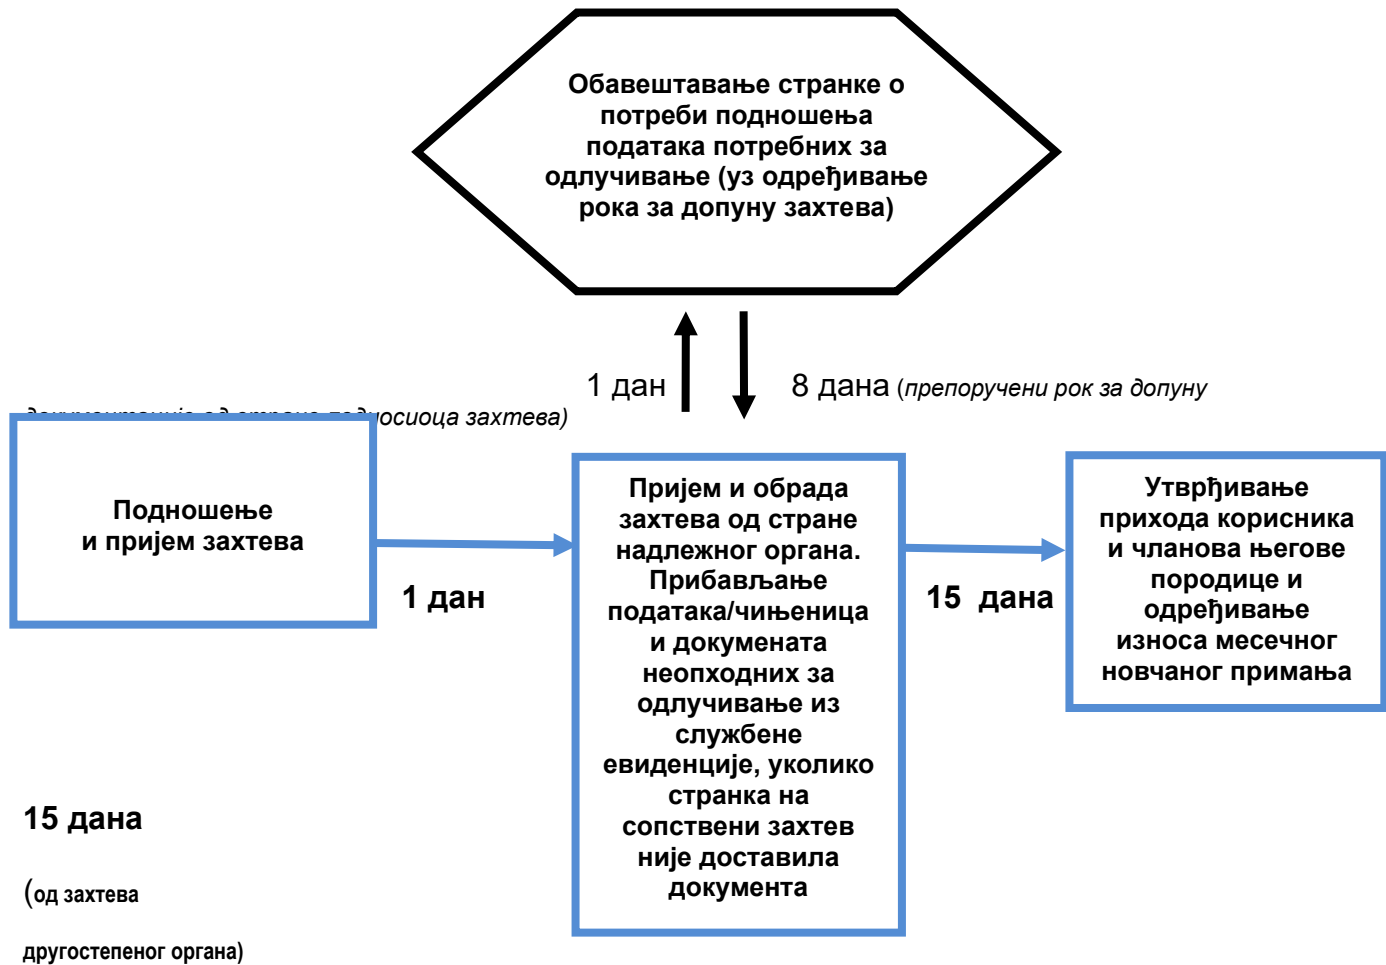 Обавештавање странке о
потреби подношења
података потребних за
одлучивање (уз одређивање
рока за допуну захтева)
1 дан
8 дана (препоручени рок за допуну
захтева)
Подношење
и пријем захтева
1 дан
Пријем и обрада
захтева од стране
надлежног органа.
Прибављање
података/чињеница
и докумената
неопходних за
одлучивање из
службене
евиденције, уколико
странка на
сопствени захтев
није доставила
документа
15 дана
Утврђивање
прихода корисника
и чланова његове
породице и
одређивање
износа месечног
новчаног примања
15 дана
(од захтева
другостепеног органа)